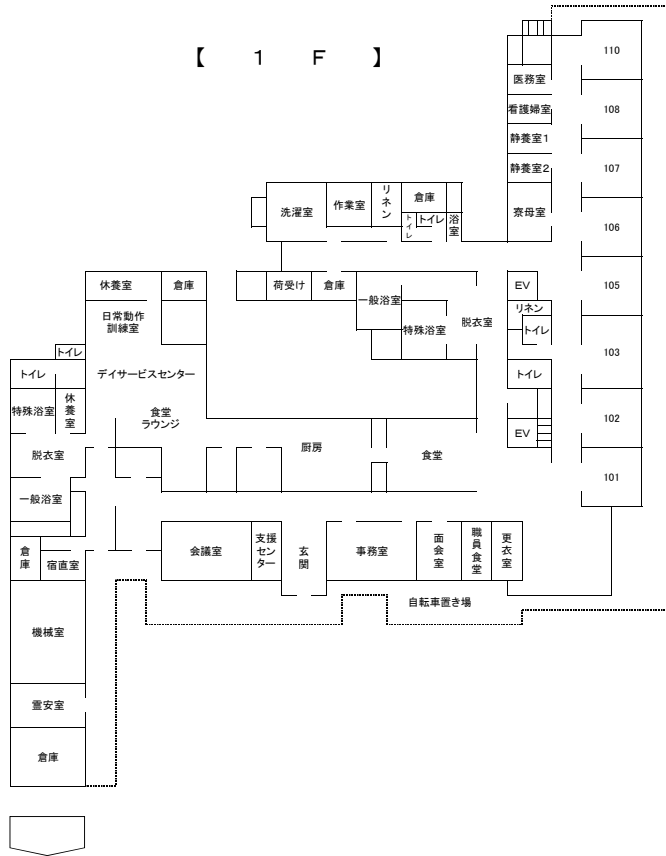 【 1 F 】
110
医務室
看護婦室
108
静養室1
静養室2
107
リネン
倉庫
洗濯室
作業室
トイレ
トイレ
浴室
寮母室
106
休養室
倉庫
荷受け
倉庫
一般浴室
EV
105
リネン
日常動作
訓練室
特殊浴室
脱衣室
トイレ
103
トイレ
トイレ
デイサービスセンター
トイレ
特殊浴室
休養室
食堂
ラウンジ
102
脱衣室
厨房
食堂
EV
101
一般浴室
倉庫
宿直室
会議室
支援
センター
玄関
事務室
面会室
職員食堂
更衣室
自転車置き場
機械室
霊安室
倉庫